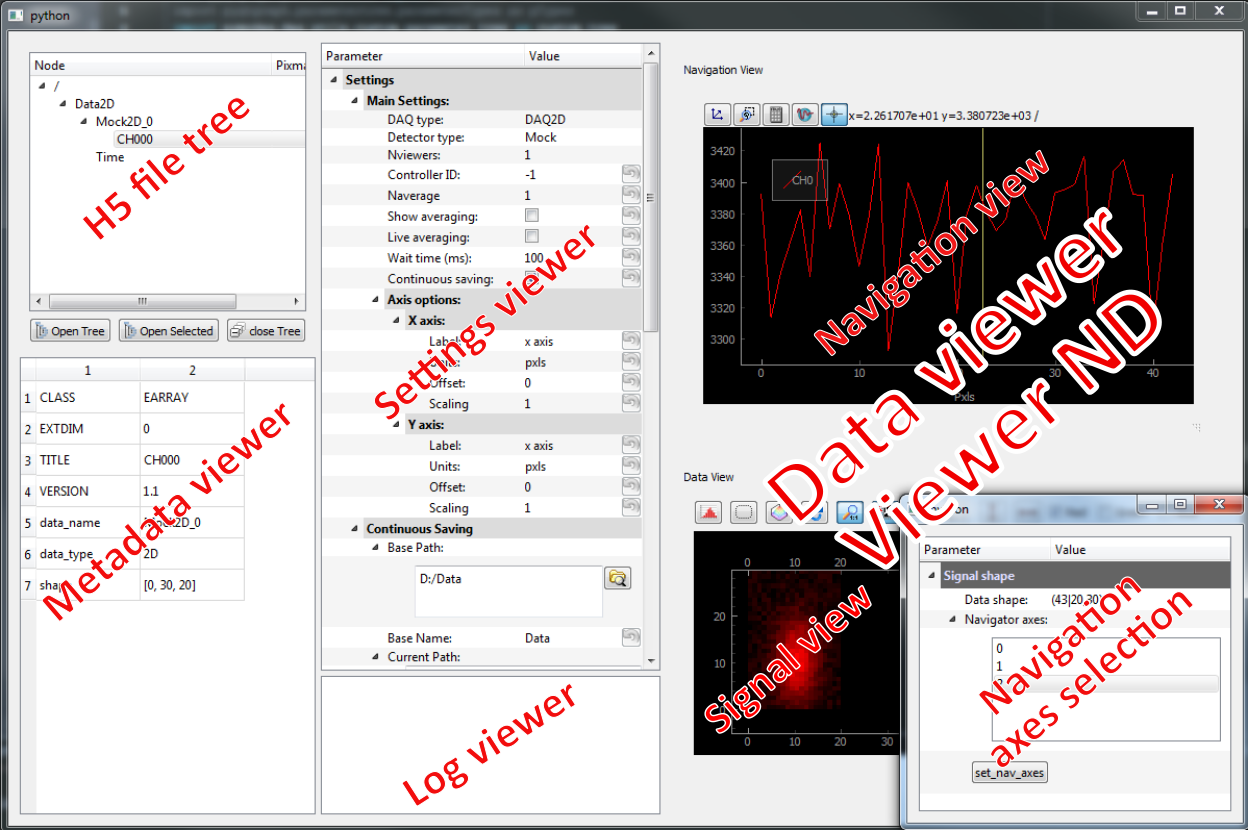 python
Node Pixma
/
Data2D
Mock2D_0
CH000
Time
H5 file tree
Open Tree Open Selected close Tree
1 2
1 CLASS EARRAY
2 EXTDIM 0
3 TITLE CH000
4 VERSION 1.1
5 data_name Mock2D_0
6 data_type 2D
7 shap [0, 30, 20]
Metadata viewer
Parameter Value
Settings
Main Settings:
DAQ type: DAQ2D
Detector type: Mock
Nviewers: 1
Controller ID: -1
Naverage 1
Show averaging:
Live averaging:
Wait time (ms): 100
Continuous saving:
Axis options:
X axis:
Label: x axis
Units: pxls
Offset: 0
Scaling 1
Y axis:
Label: x axis
Units: pxls
Offset: 0
Scaling 1
Continuous Saving
Base Path:
D:/Data
Base Name: Data
Current Path:
Settings viewer
Log viewer
Navigation View
x=2.261707e+01 y=3.380723e+03 /
3420
3400
3380
3360
3340
3320
3300
CH0
0 10 30 40
Pxls
Navigation view
Data viewer
Viewer ND
Data View
0 10 20 30
20
10
0
0 10 20 30
Signal view
Parameter Value
Signal shape
Data shape: (43|20,30)
Navigator axes:
0
1
2
set_nav_axes
Navigation
axes selection